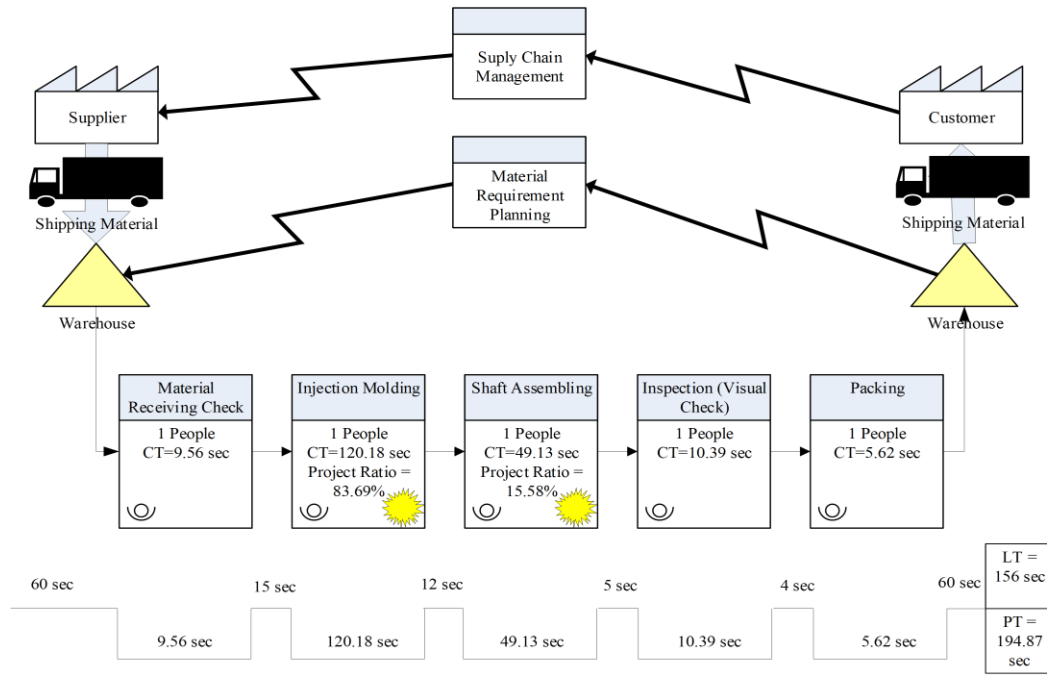 Suply Chain
Management
Supplier
Customer
Material
Requirement
Planning
Shipping Material
Shipping Material
Warehouse
Warehouse
Material
Receiving Check
1 People
CT=9.56 sec
Injection Molding
1 People
CT=120.18 sec
Project Ratio =
83.69%
Shaft Assembling
1 People
CT=49.13 sec
Project Ratio =
15.58%
Inspection (Visual
Check)
1 People
CT=10.39 sec
Packing
1 People
CT=5.62 sec
60 sec
15 sec
12 sec
5 sec
4 sec
60 sec
LT =
156 sec
9.56 sec
120.18 sec
49.13 sec
10.39 sec
5.62 sec
PT =
194.87
sec